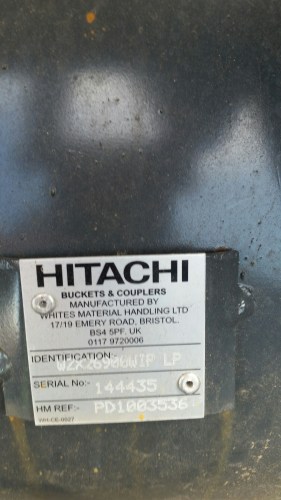 HITACHI
BUCKETS & COUPLERS
MANUFACTURED BY
WHITES MATERIAL HANDLING LTD
17/19 EMERY ROAD, BRISTOL.
BS4 5PF. UK
0117 9720006
IDENTIFICATION:- LP
SERIAL No:- 144435
HM REF:- PD1003536